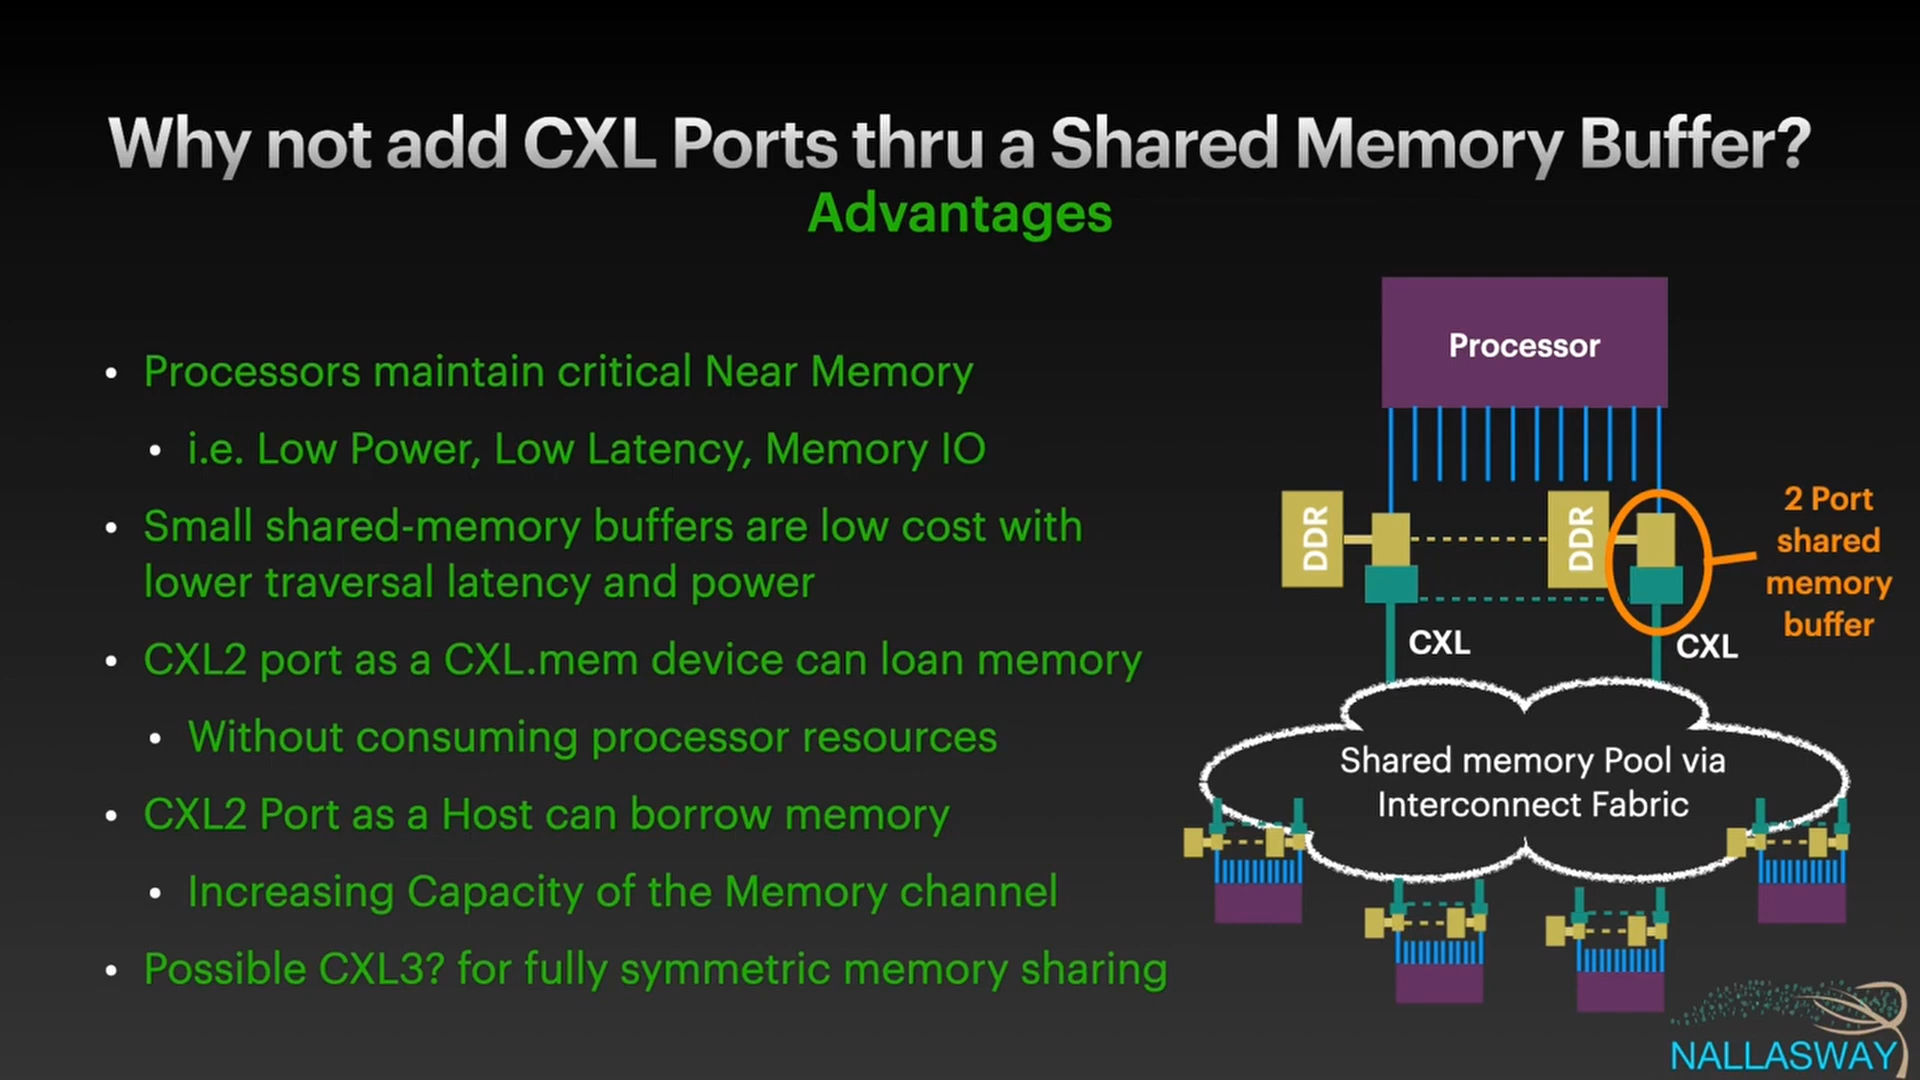 Why not add CXL Ports thru a Shared Memory Buffer?
Advantages
• Processors maintain critical Near Memory
• i.e. Low Power, Low Latency, Memory IO
• Small shared-memory buffers are low cost with
lower traversal latency and power
• CXL2 port as a CXL.mem device can loan memory
• Without consuming processor resources
• CXL2 Port as a Host can borrow memory
• Increasing Capacity of the Memory channel
• Possible CXL3? for fully symmetric memory sharing
Processor
DDR
DDR
2 Port
shared
memory
buffer
CXL
CXL
Shared memory Pool via
Interconnect Fabric
NALLASWAY